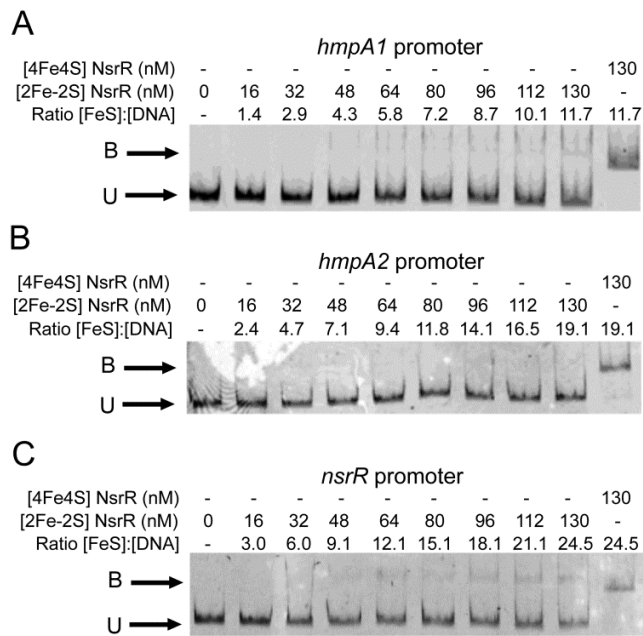 A
hmpA1 promoter
[4Fe4S] NsrR (nM) - - - - - - - - - 130
[2Fe-2S] NsrR (nM) 0 16 32 48 64 80 96 112 130 -
Ratio [FeS]:[DNA] - 1.4 2.9 4.3 5.8 7.2 8.7 10.1 11.7 11.7
B
U
B
hmpA2 promoter
[4Fe4S] NsrR (nM) - - - - - - - - - 130
[2Fe-2S] NsrR (nM) 0 16 32 48 64 80 96 112 130 -
Ratio [FeS]:[DNA] - 2.4 4.7 7.1 9.4 11.8 14.1 16.5 19.1 19.1
B
U
C
nsrR promoter
[4Fe4S] NsrR (nM) - - - - - - - - - 130
[2Fe-2S] NsrR (nM) 0 16 32 48 64 80 96 112 130 -
Ratio [FeS]:[DNA] - 3.0 6.0 9.1 12.1 15.1 18.1 21.1 24.5 24.5
B
U